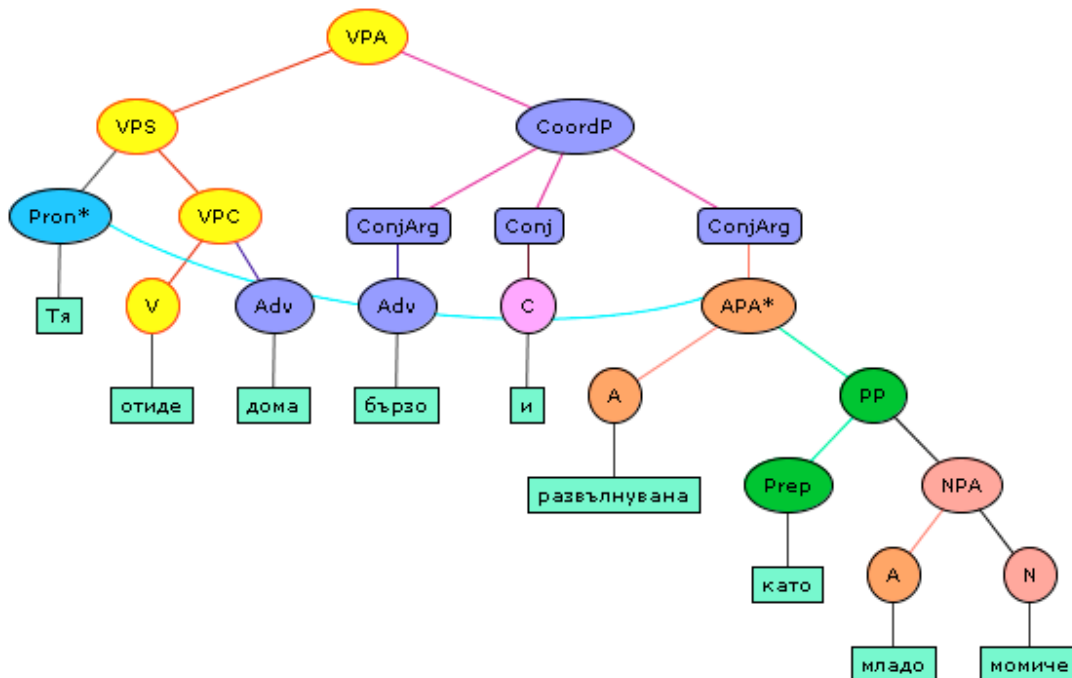 VPA
VPS CoordP
Pron* VPC ConjArg Conj ConjArg
Тя V Adv Adv C APA*
отиде дома бързо и A PP
развълнувана Prep NPA
като A N
младо момиче